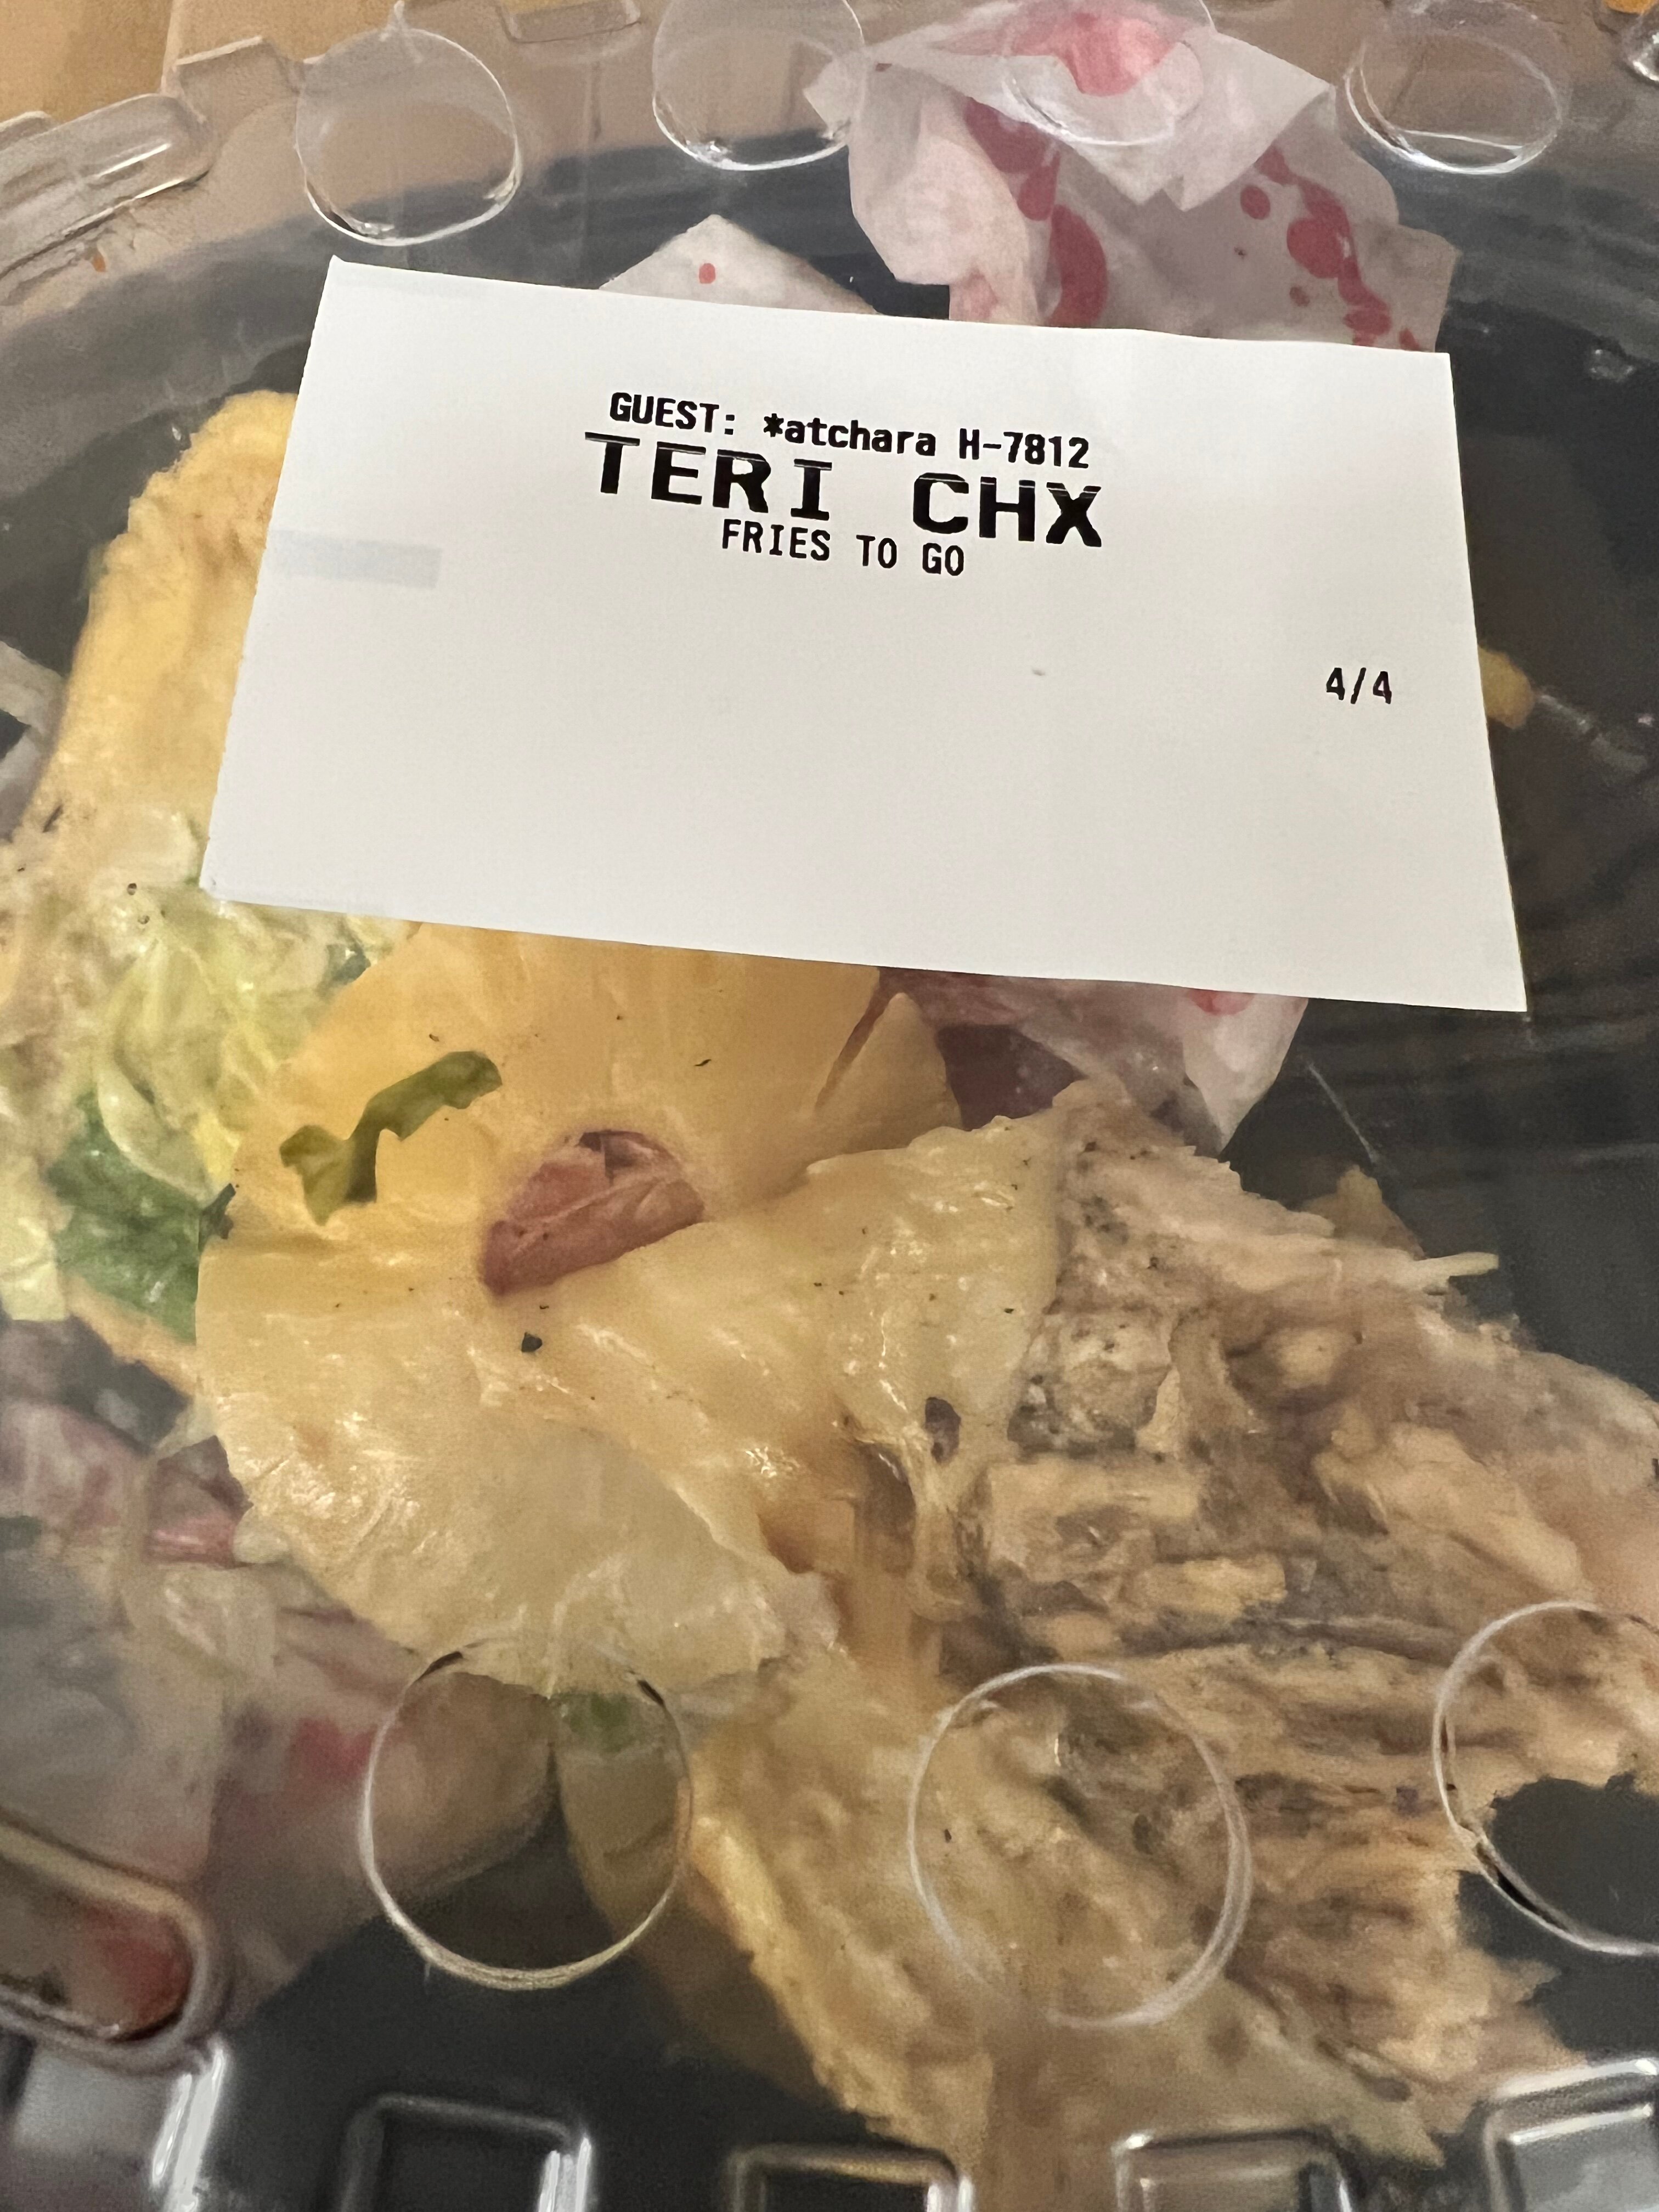 GUEST: *atchara H-7812
TERI CHX
FRIES TO GO
4/4